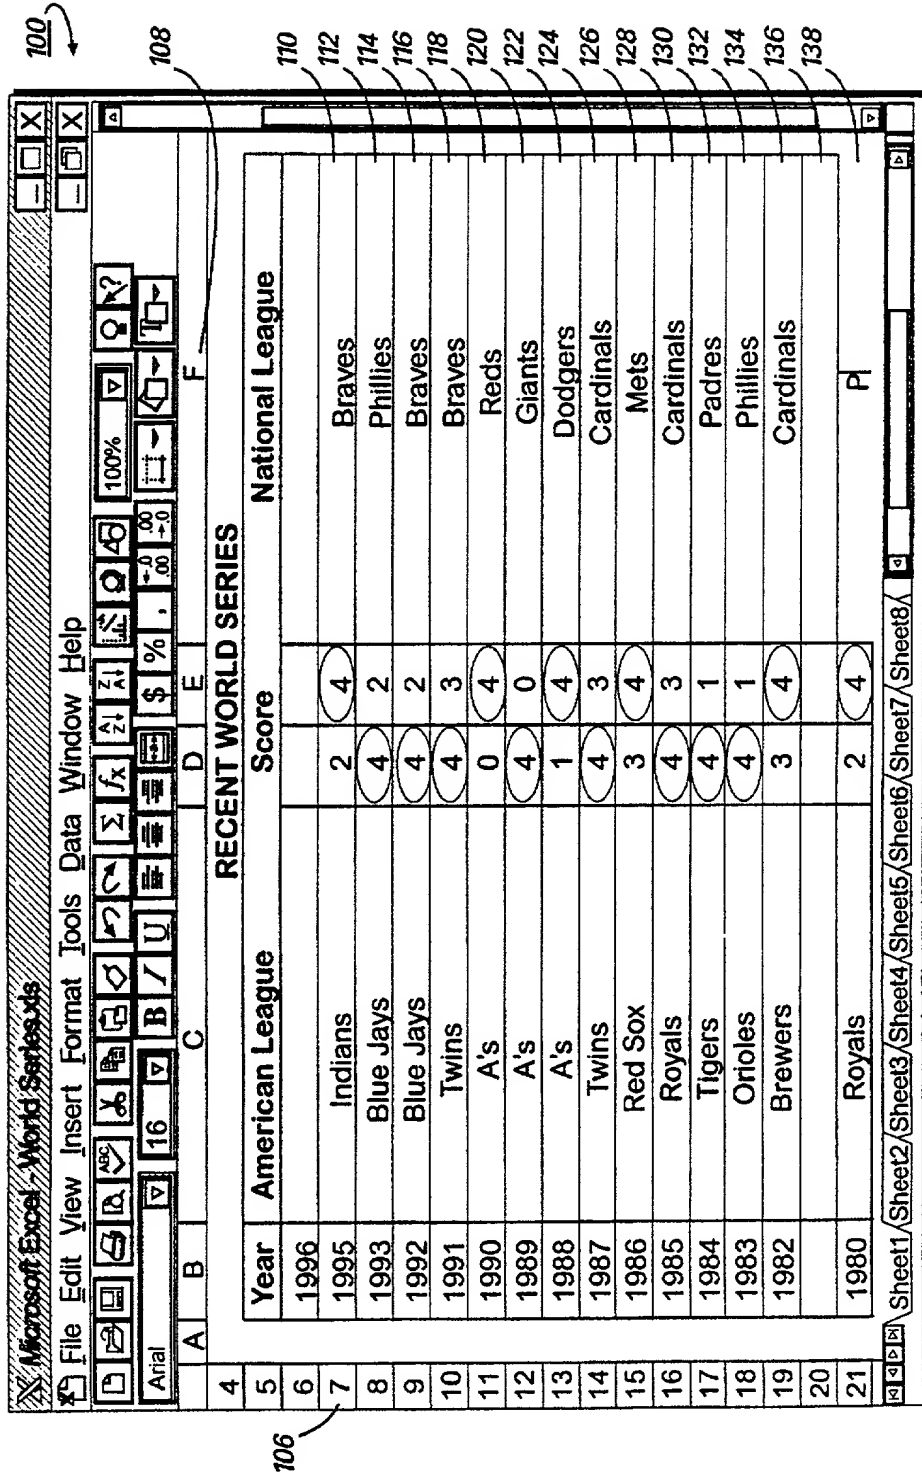 100
Microsoft Excel - World Series.xls
File Edit View Insert Format Tools Data Window Help
ABC Σ fx A Z Z A 100% ?
Arial 16 B I U $ % , .0 .00 .00 .0
108
A B C D E F
4 RECENT WORLD SERIES
5 Year American League Score National League
6 1996 110
106 7 1995 Indians 2 4 Braves 112
8 1993 Blue Jays 4 2 Phillies 114
9 1992 Blue Jays 4 2 Braves 116
10 1991 Twins 4 3 Braves 118
11 1990 A's 0 4 Reds 120
12 1989 A's 4 0 Giants 122
13 1988 A's 1 4 Dodgers 124
14 1987 Twins 4 3 Cardinals 126
15 1986 Red Sox 3 4 Mets 128
16 1985 Royals 4 3 Cardinals 130
17 1984 Tigers 4 1 Padres 132
18 1983 Orioles 4 1 Phillies 134
19 1982 Brewers 3 4 Cardinals 136
20 138
21 1980 Royals 2 4 P
Sheet1 Sheet2 Sheet3 Sheet4 Sheet5 Sheet6 Sheet7 Sheet8